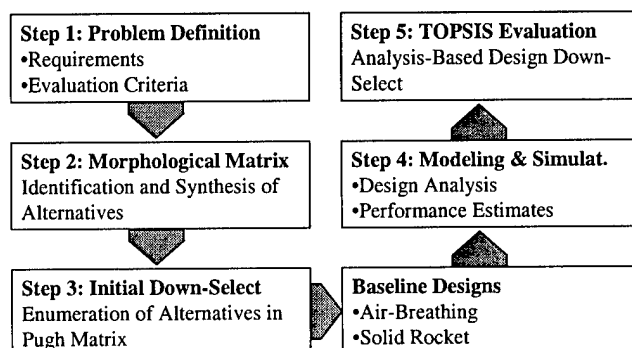 Step 1: Problem Definition
•Requirements
•Evaluation Criteria
Step 2: Morphological Matrix
Identification and Synthesis of
Alternatives
Step 3: Initial Down-Select
Enumeration of Alternatives in
Pugh Matrix
Baseline Designs
•Air-Breathing
•Solid Rocket
Step 4: Modeling & Simulat.
•Design Analysis
•Performance Estimates
Step 5: TOPSIS Evaluation
Analysis-Based Design Down-
Select